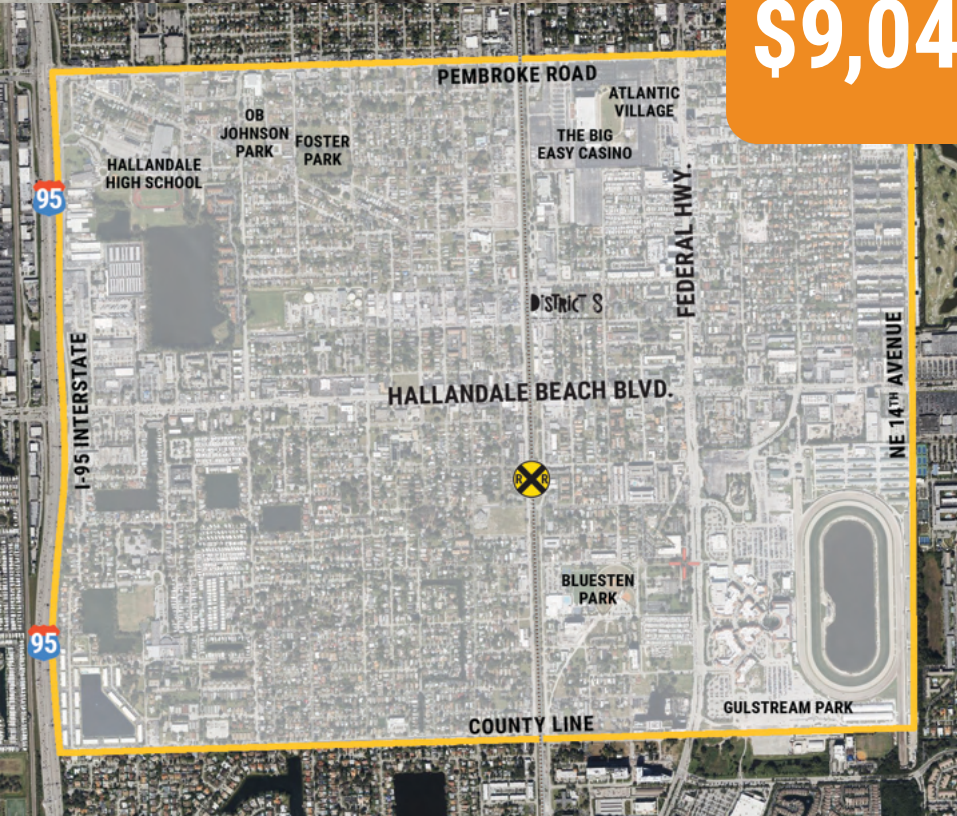 $9,04
PEMBROKE ROAD
ATLANTIC
VILLAGE
OB
JOHNSON
PARK
FOSTER
PARK
THE BIG
EASY CASINO
HALLANDALE
HIGH SCHOOL
95
FEDERAL HWY.
DISTRICT 8
I-95 INTERSTATE
HALLANDALE BEACH BLVD.
NE 14TH AVENUE
R R
BLUESTEN
PARK
95
GULSTREAM PARK
COUNTY LINE